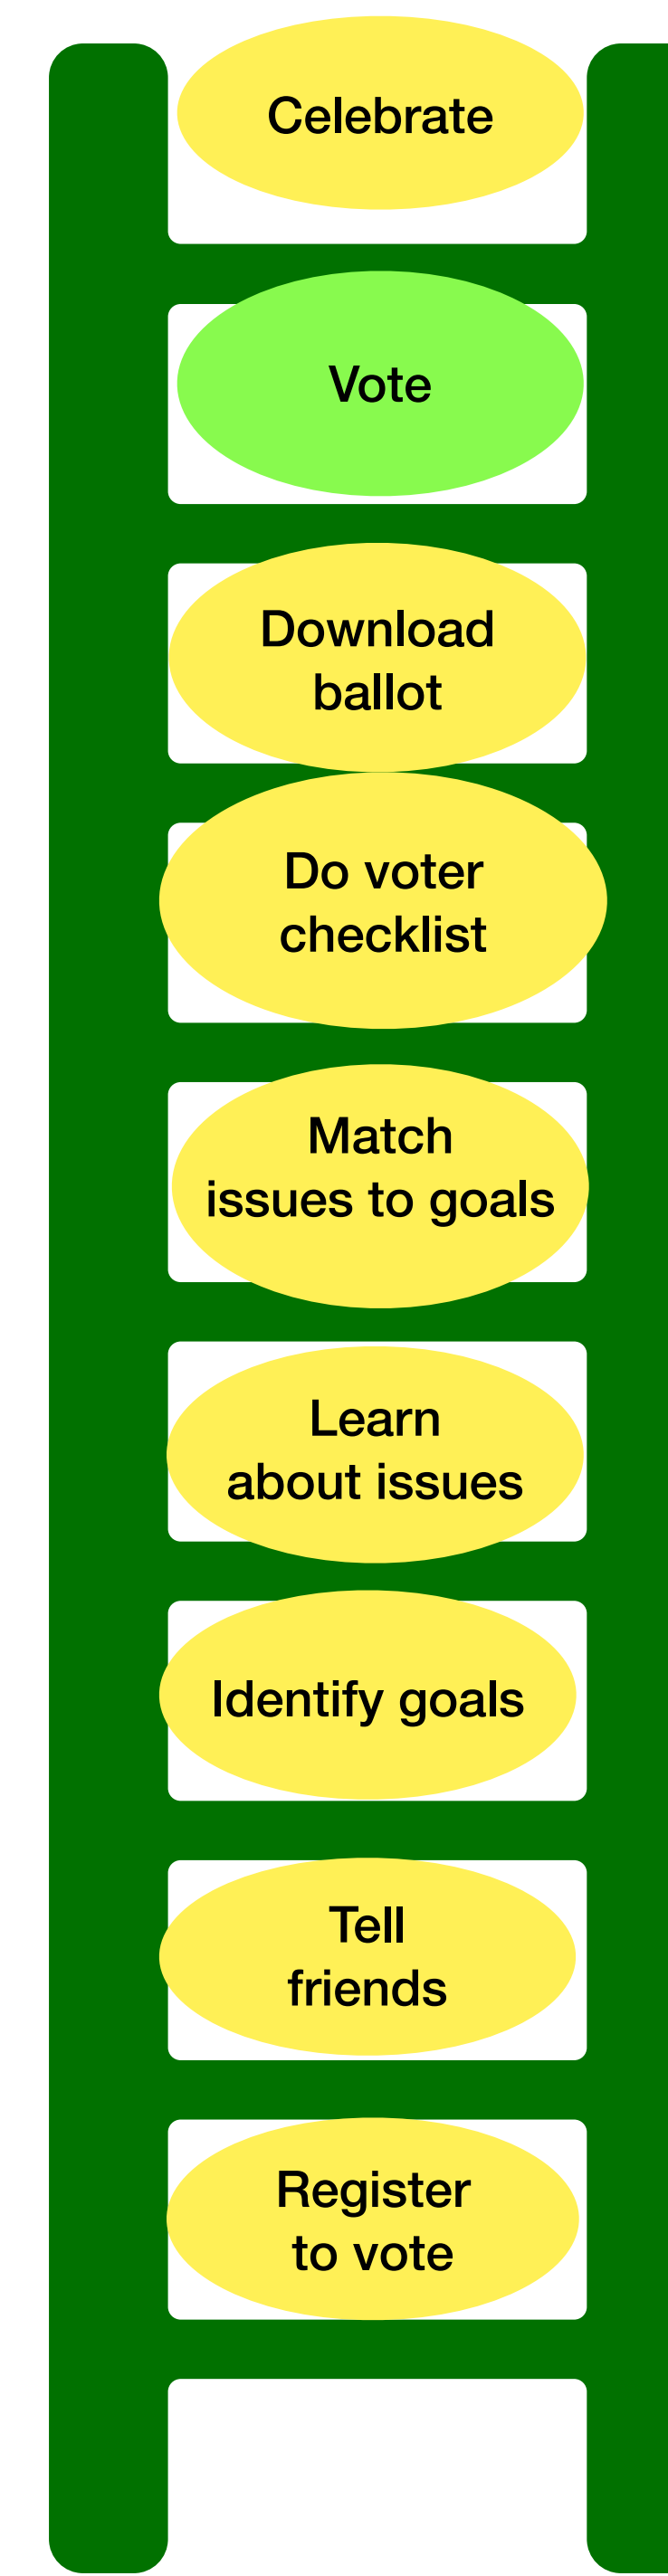 Celebrate
Vote
Download
ballot
Do voter
checklist
Match
issues to goals
Learn
about issues
Identify goals
Tell
friends
Register
to vote